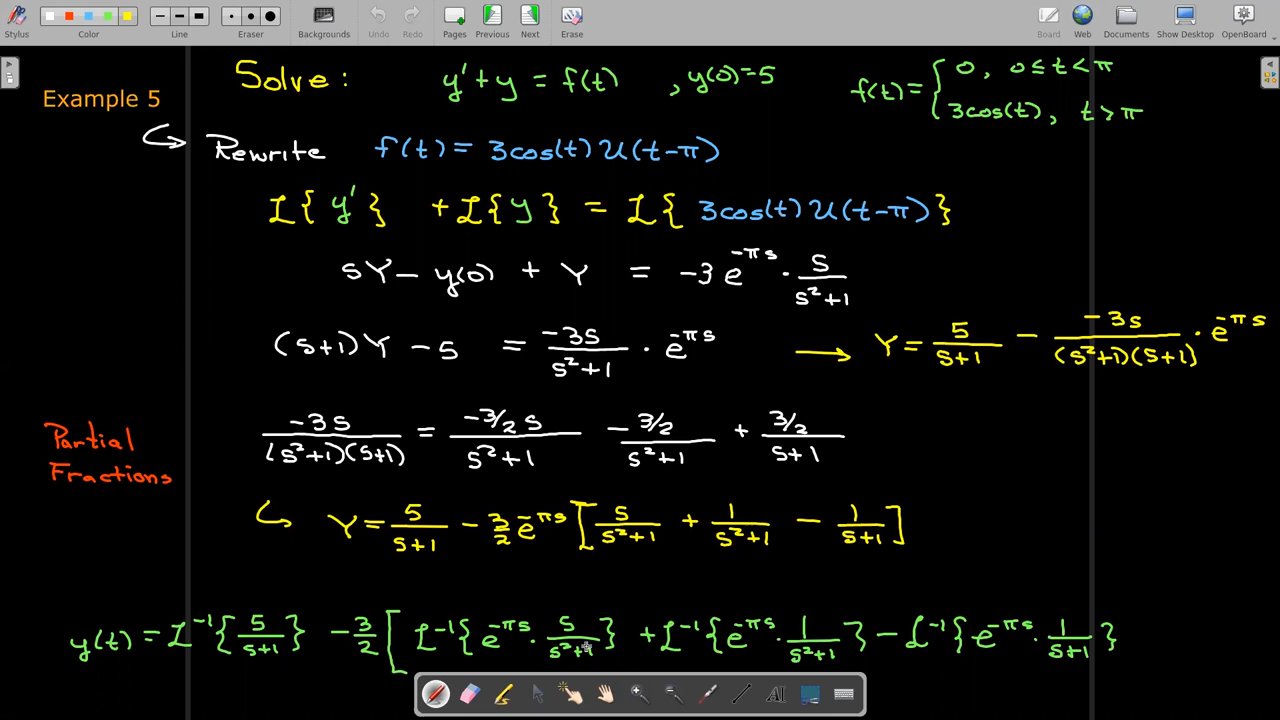 Stylus Color Line Eraser Backgrounds Undo Redo Pages Previous Next Erase Board Web Documents Show Desktop OpenBoard
Example 5
Solve: y' + y = f(t) , y(0)=5 f(t) = { 0, 0 ≤ t < π
3cos(t), t > π
Rewrite f(t) = 3cos(t) U(t-π)
ℒ{ y' } + ℒ{ y } = ℒ{ 3cos(t) U(t-π) }
sY - y(0) + Y = -3 e^{-πs} · s/(s²+1)
(s+1)Y - 5 = -3s/(s²+1) · e^{-πs} → Y = 5/(s+1) - -3s/((s²+1)(s+1)) · e^{-πs}
Partial Fractions
-3s/((s²+1)(s+1)) = (-3/2 s)/(s²+1) - (3/2)/(s²+1) + (3/2)/(s+1)
Y = 5/(s+1) - 3/2 e^{-πs} [ s/(s²+1) + 1/(s²+1) - 1/(s+1) ]
y(t) = ℒ⁻¹{ 5/(s+1) } - 3/2 [ ℒ⁻¹{ e^{-πs} · s/(s²+1) } + ℒ⁻¹{ e^{-πs} · 1/(s²+1) } - ℒ⁻¹{ e^{-πs} · 1/(s+1) }